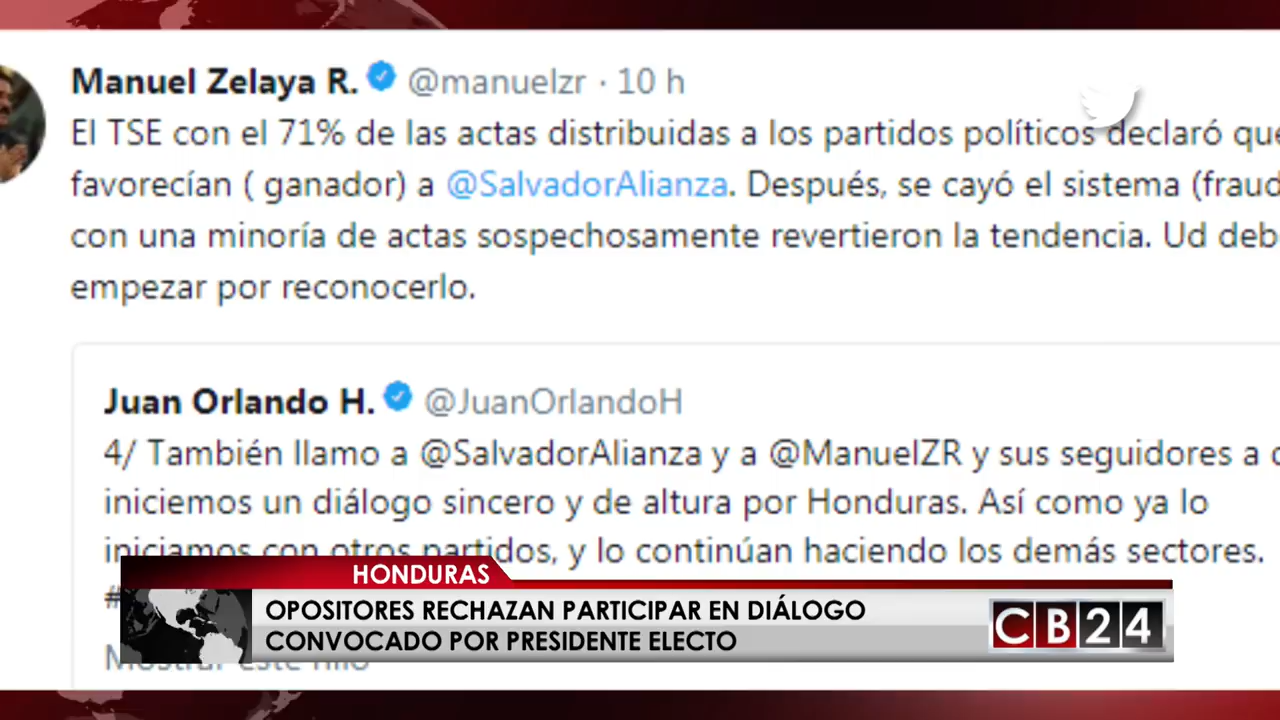 Manuel Zelaya R. @manuelzr · 10 h
El TSE con el 71% de las actas distribuidas a los partidos políticos declaró que
favorecían ( ganador) a @SalvadorAlianza. Después, se cayó el sistema (fraud
con una minoría de actas sospechosamente revertieron la tendencia. Ud deb
empezar por reconocerlo.
Juan Orlando H. @JuanOrlandoH
4/ También llamo a @SalvadorAlianza y a @ManuelZR y sus seguidores a
iniciemos un diálogo sincero y de altura por Honduras. Así como ya lo
iniciamos con otros partidos, y lo continúan haciendo los demás sectores.
#
Mostrar este hilo
HONDURAS
OPOSITORES RECHAZAN PARTICIPAR EN DIÁLOGO
CONVOCADO POR PRESIDENTE ELECTO
CB24